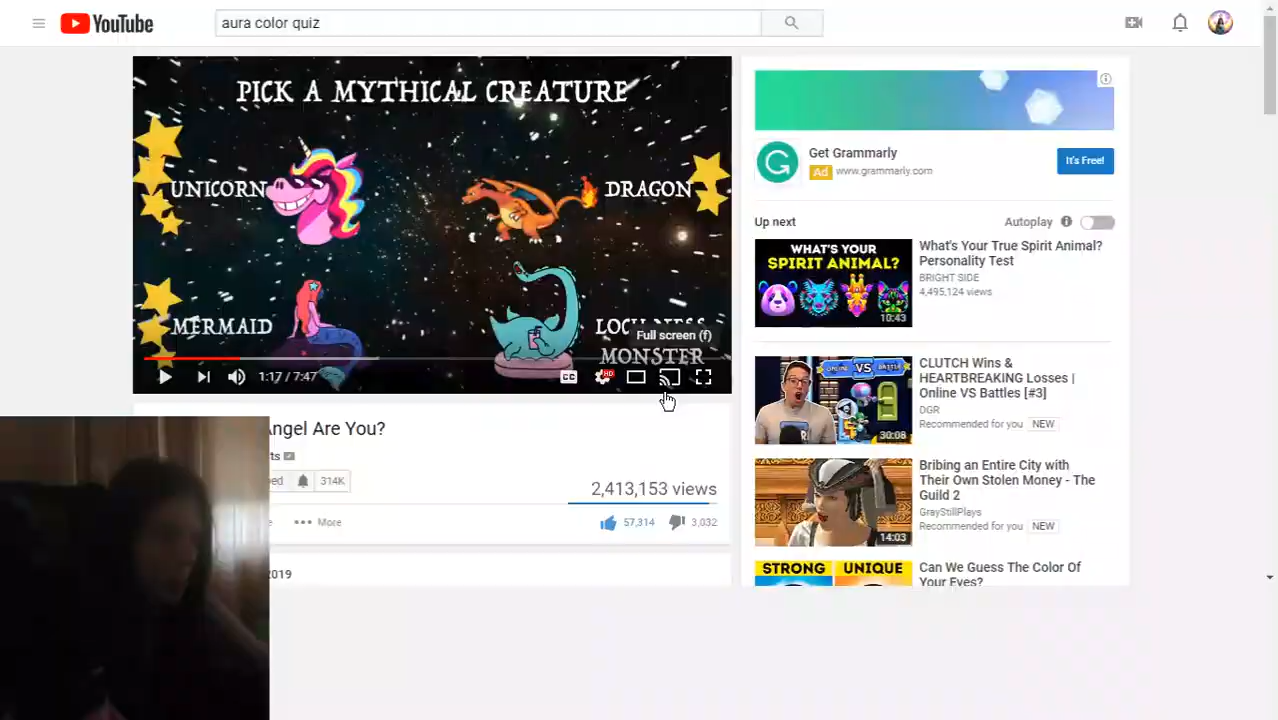 YouTube
aura color quiz
PICK A MYTHICAL CREATURE
UNICORN
DRAGON
MERMAID
MONSTER
Full screen (f)
1:17 / 7:47
CC
HD
Angel Are You?
314K
2,413,153 views
More
57,314
3,032
2019
Get Grammarly
Ad www.grammarly.com
It's Free!
Up next
Autoplay
WHAT'S YOUR
SPIRIT ANIMAL?
10:43
What's Your True Spirit Animal?
Personality Test
BRIGHT SIDE
4,495,124 views
ONLINE VS BATTLE
30:08
CLUTCH Wins &
HEARTBREAKING Losses |
Online VS Battles [#3]
DGR
Recommended for you NEW
14:03
Bribing an Entire City with
Their Own Stolen Money - The
Guild 2
GrayStillPlays
Recommended for you NEW
STRONG UNIQUE
Can We Guess The Color Of
Your Eyes?